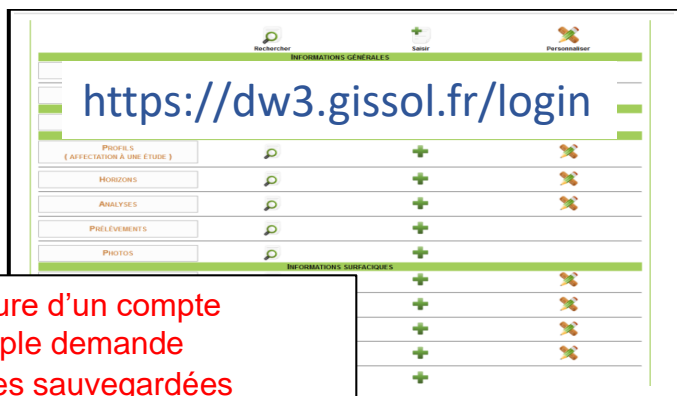 Rechercher Saisir Personnaliser
INFORMATIONS GÉNÉRALES
https://dw3.gissol.fr/login
PROFILS
( AFFECTATION À UNE ÉTUDE )
HORIZONS
ANALYSES
PRÉLÈVEMENTS
PHOTOS
INFORMATIONS SURFACIQUES
ure d'un compte
ple demande
es sauvegardées